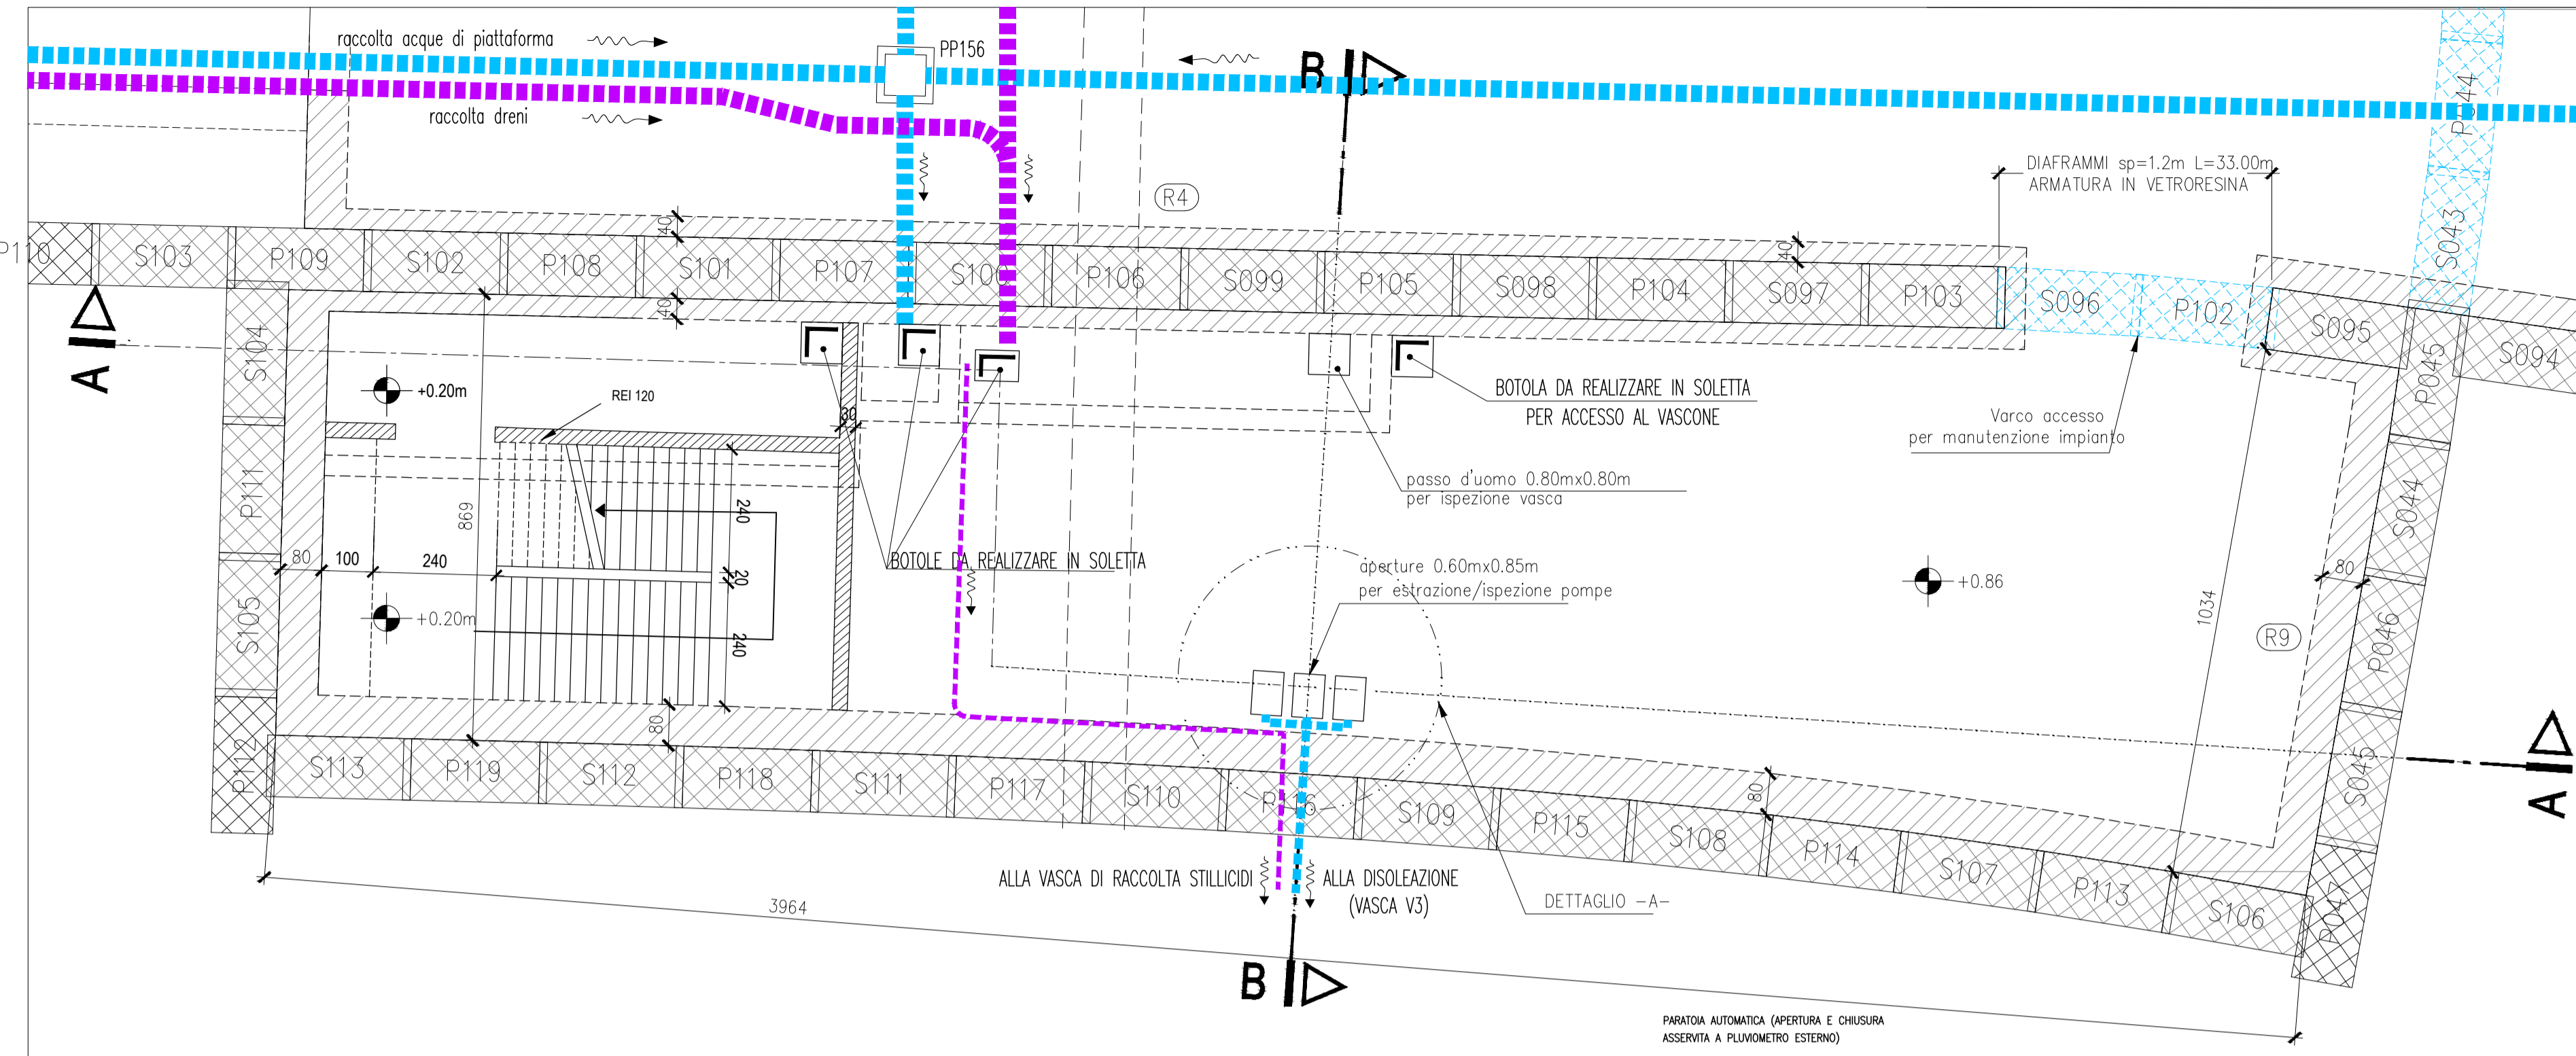 raccolta acque di piattaforma
PP156
B
raccolta dreni
R4
DIAFRAMMI sp=1.2m L=33.00m
ARMATURA IN VETRORESINA
P044
S043
P110
S103
P109
S102
P108
40
S101
P107
S100
P106
S099
P105
S098
P104
40
S097
P103
S096
P102
S095
P045
S094
40
A
S104
+0.20m
REI 120
30
BOTOLA DA REALIZZARE IN SOLETTA
PER ACCESSO AL VASCONE
Varco accesso
per manutenzione impianto
passo d'uomo 0.80mx0.80m
per ispezione vasca
P111
869
240
S044
80
100
240
20
BOTOLE DA REALIZZARE IN SOLETTA
aperture 0.60mx0.85m
per estrazione/ispezione pompe
+0.86
80
1034
S105
+0.20m
240
R9
P046
80
P112
S113
P119
S112
P118
S111
P117
S110
P116
S109
P115
80
S108
P114
S107
P113
S106
S045
P047
A
ALLA VASCA DI RACCOLTA STILLICIDI
ALLA DISOLEAZIONE
(VASCA V3)
DETTAGLIO -A-
3964
B
PARATOIA AUTOMATICA (APERTURA E CHIUSURA
ASSERVITA A PLUVIOMETRO ESTERNO)